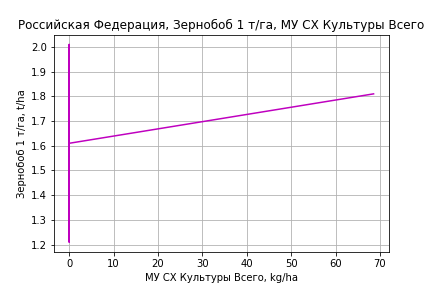 Российская Федерация, Зернобоб 1 т/га, МУ СХ Культуры Всего
2.0
1.9
1.8
1.7
1.6
1.5
1.4
1.3
1.2
Зернобоб 1 т/га, t/ha
0 10 20 30 40 50 60 70
МУ СХ Культуры Всего, kg/ha